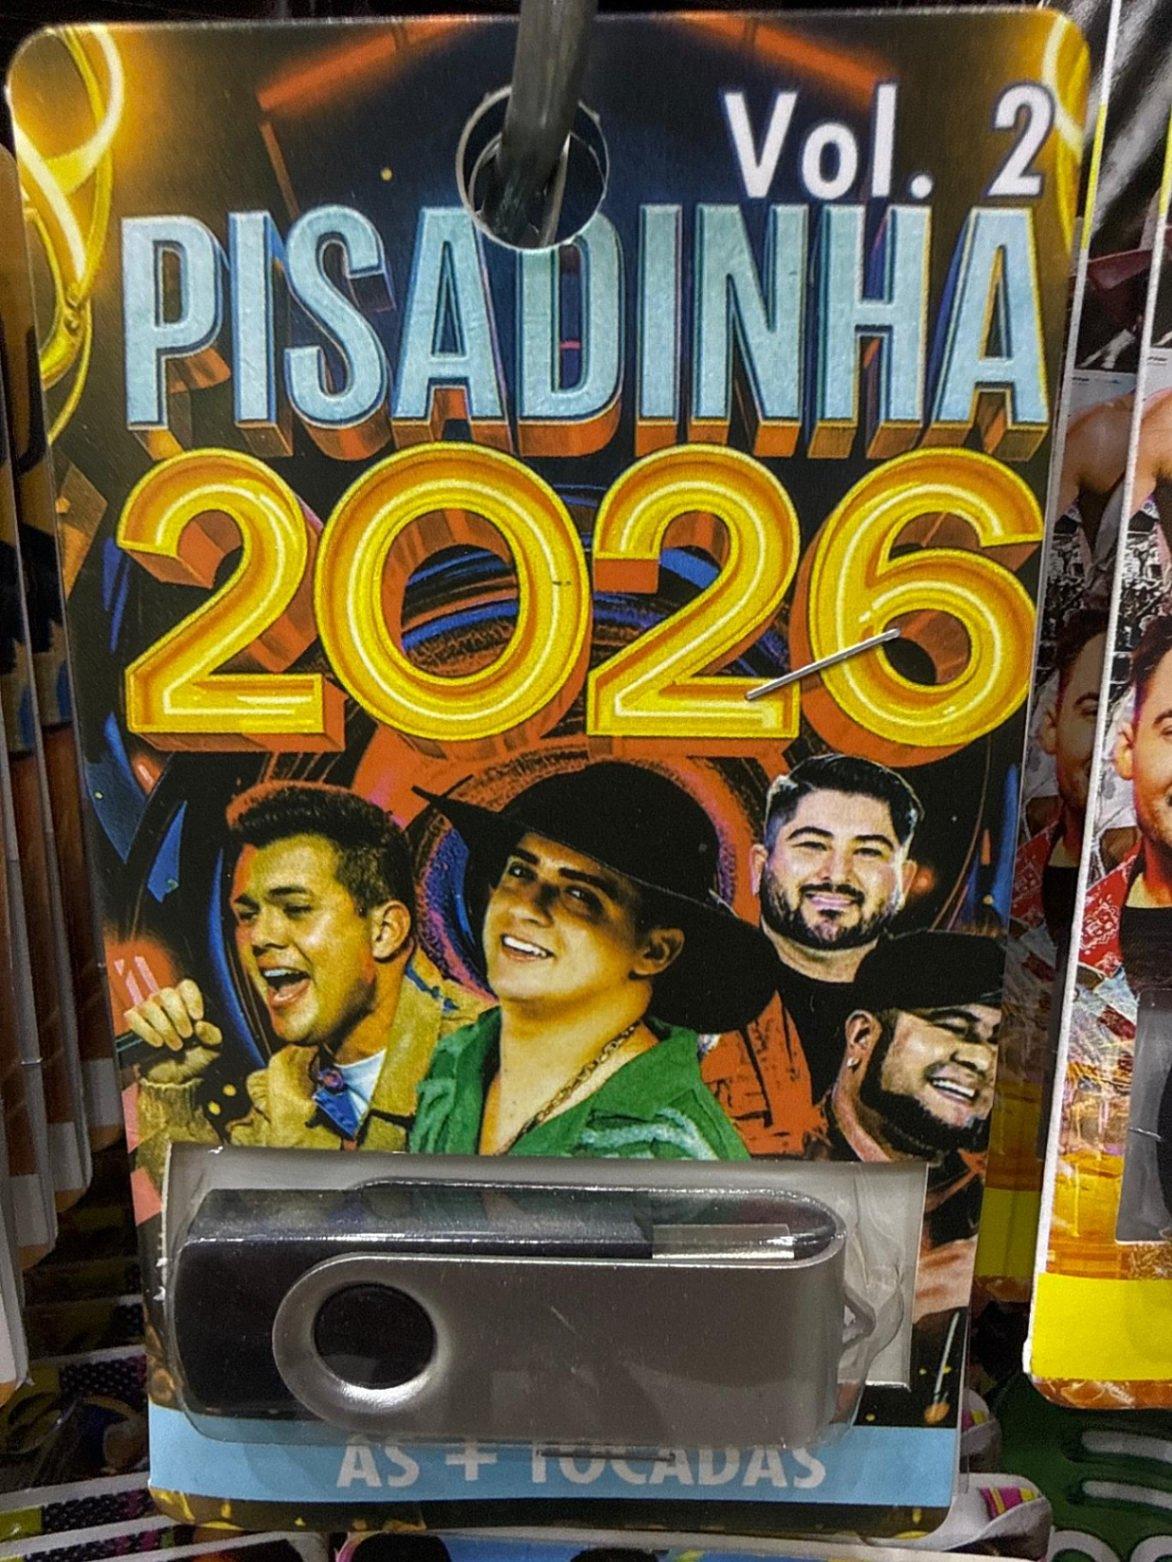 Vol. 2
PISADINHA
2026
AS + TOCADAS